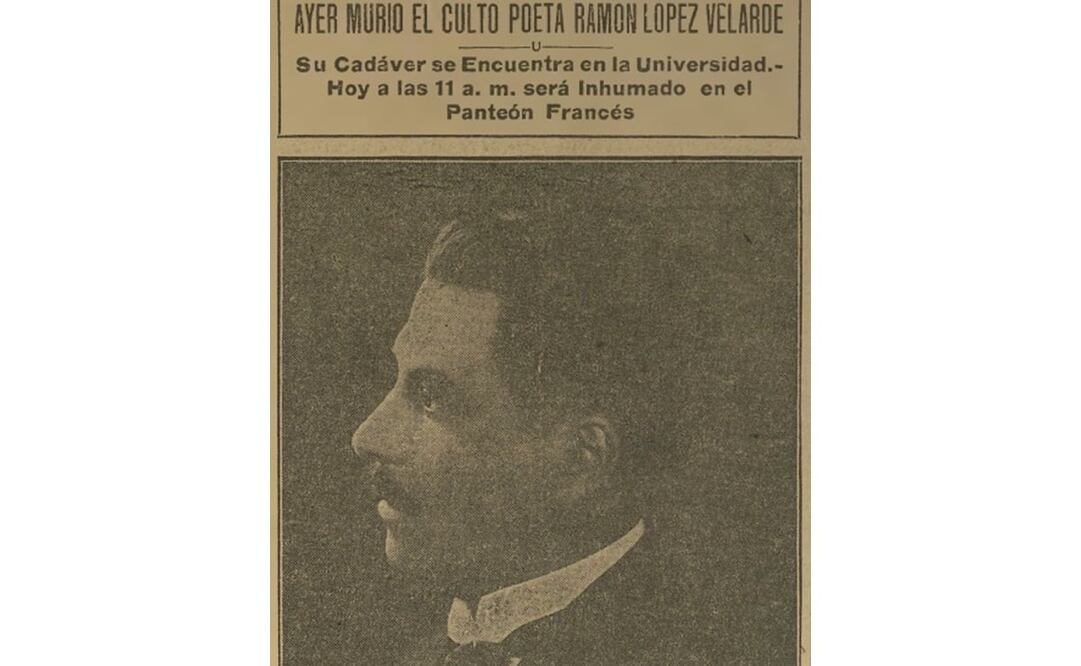 AYER MURIO EL CULTO POETA RAMON LOPEZ VELARDE
U
Su Cadáver se Encuentra en la Universidad.-
Hoy a las 11 a. m. será Inhumado en el
Panteón Francés